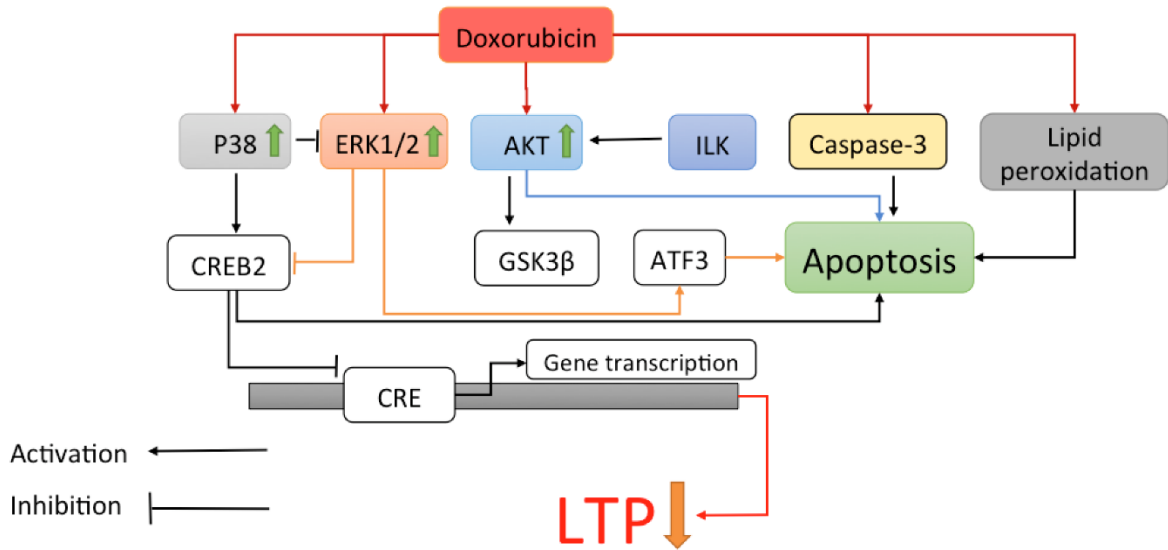 Doxorubicin
P38
ERK1/2
AKT
ILK
Caspase-3
Lipid
peroxidation
CREB2
GSK3β
ATF3
Apoptosis
Gene transcription
CRE
Activation
Inhibition
LTP